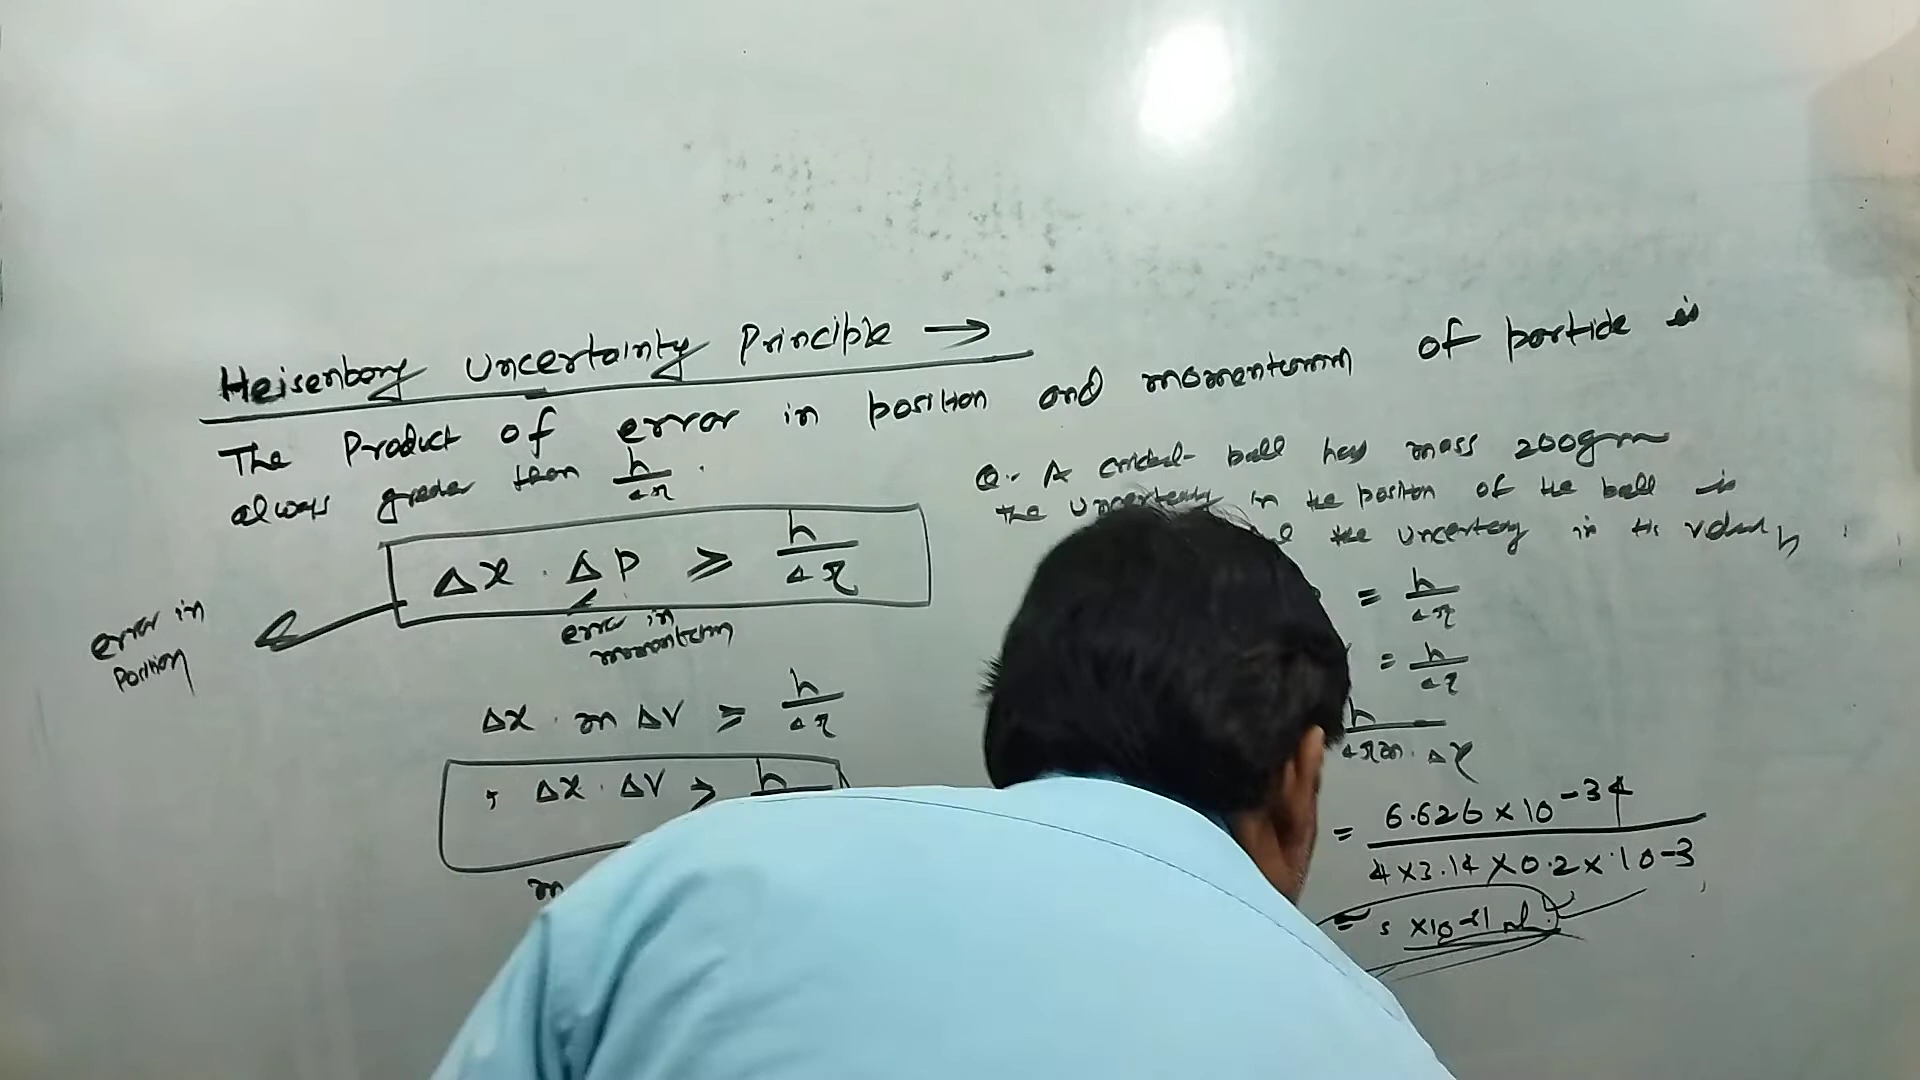 Heisenberg Uncertainty Principle →
The Product of error in position and momentum of particle is
always greater than h/4π .
Δx . ΔP ≥ h/4π
error in
position
error in
momentum
Δx . m ΔV ≥ h/4π
Δx . ΔV ≥ h
m
Q. A cricket ball has mass 200gm
the uncertainty in the position of the ball is
the uncertainty in its velocity
= h/4π
= h/4π
h/4πm.Δx
= 6.626 x 10-34 / 4 x 3.14 x 0.2 x 10-3